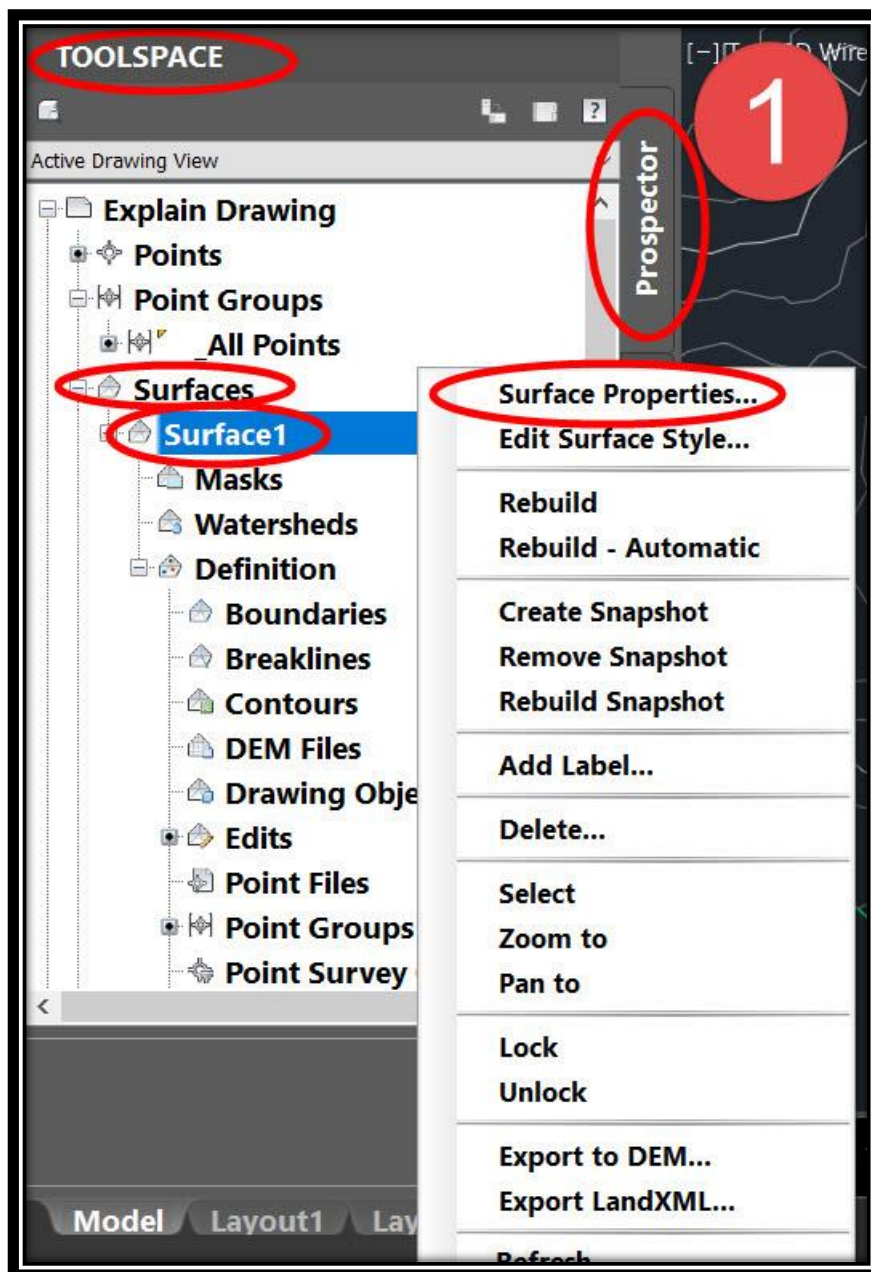 TOOLSPACE
[–][T
D Wire
1
?
Active Drawing View
Prospector
Explain Drawing
Points
Point Groups
_All Points
Surfaces
Surface1
Masks
Watersheds
Definition
Boundaries
Breaklines
Contours
DEM Files
Drawing Obje
Edits
Point Files
Point Groups
Point Survey
Surface Properties...
Edit Surface Style...
Rebuild
Rebuild - Automatic
Create Snapshot
Remove Snapshot
Rebuild Snapshot
Add Label...
Delete...
Select
Zoom to
Pan to
Lock
Unlock
Export to DEM...
Export LandXML...
Refresh
Model Layout1 Lay